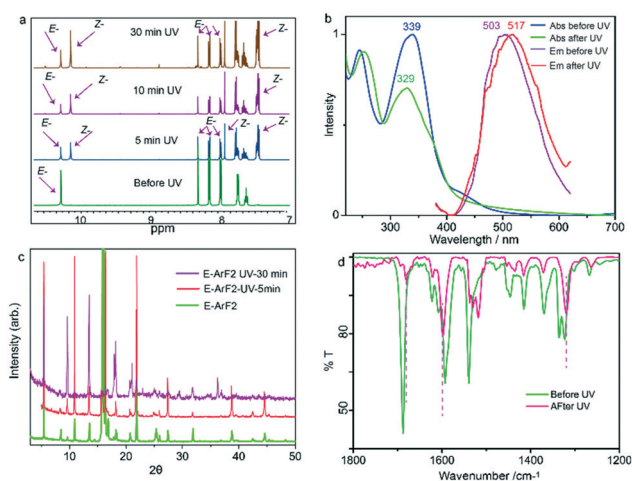 a
E-
Z-
30 min UV
E-
Z-
E-
Z-
10 min UV
E-
Z-
E-
Z-
5 min UV
E-
Z-
Z-
E-
Before UV
10
9
8
7
ppm
b
339
503
517
329
Abs before UV
Abs after UV
Em before UV
Em after UV
Intensity
1
0
300
400
500
600
700
Wavelength / nm
c
E-ArF2 UV-30 min
E-ArF2-UV-5min
E-ArF2
Intensity (arb.)
10
20
30
40
50
2θ
d
% T
80
50
Before UV
AFter UV
1800
1600
1400
1200
Wavenumber /cm-1